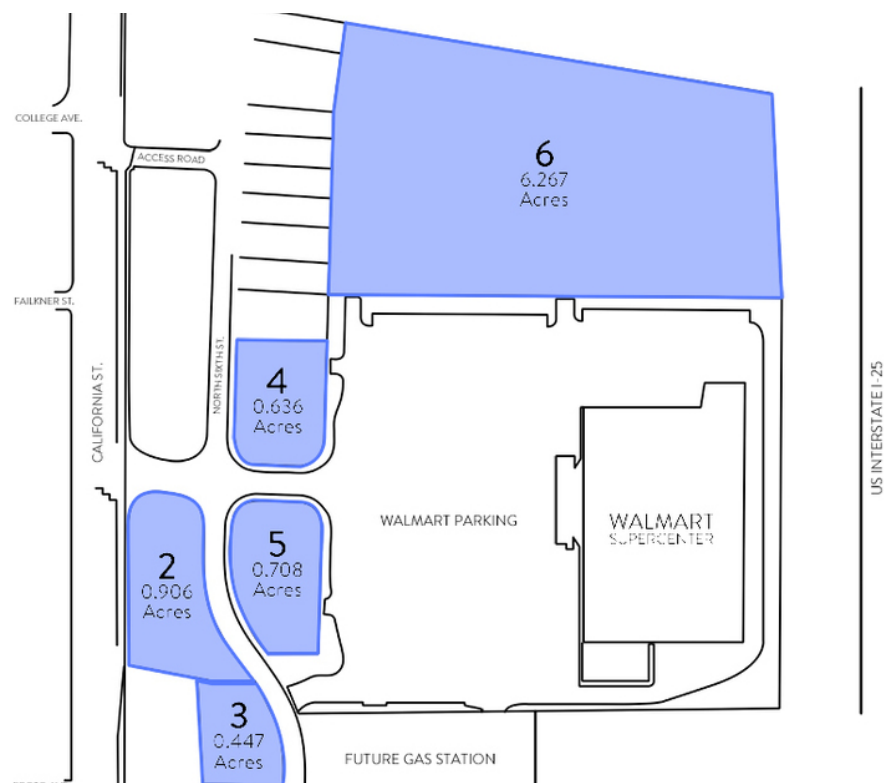 COLLEGE AVE.
ACCESS ROAD
6
6.267
Acres
FAILKNER ST.
CALIFORNIA ST.
NORTH SIXTH ST.
4
0.636
Acres
US INTERSTATE I-25
WALMART PARKING
WALMART
SUPERCENTER
5
0.708
Acres
2
0.906
Acres
3
0.447
Acres
FUTURE GAS STATION